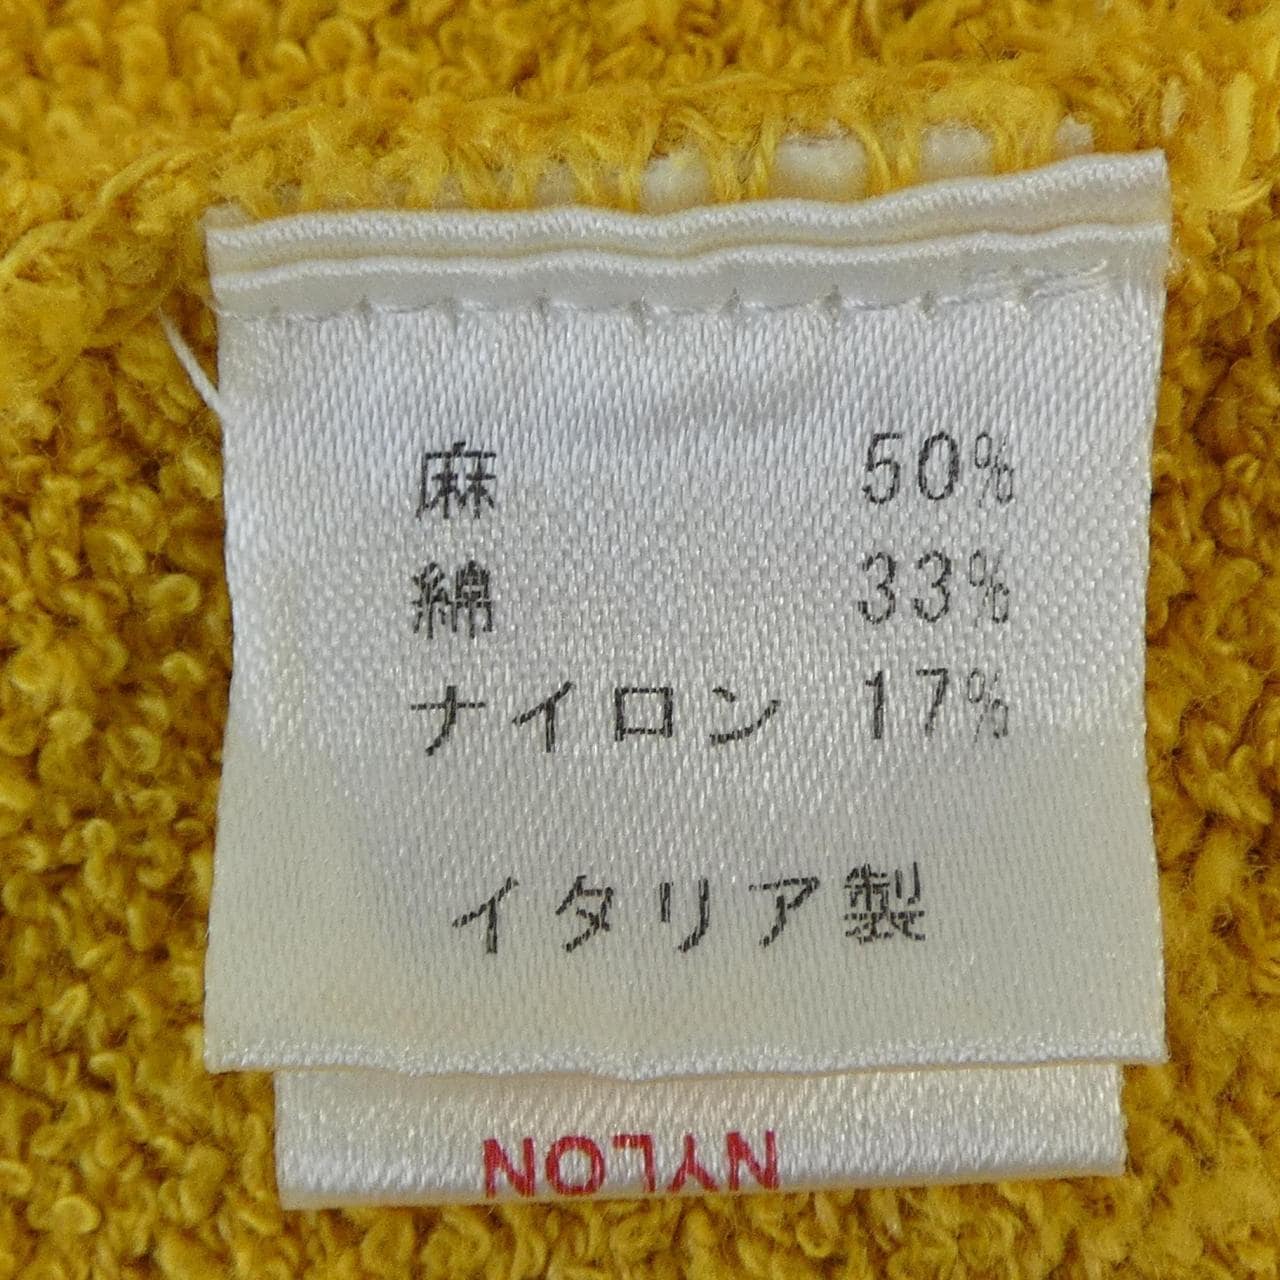 麻 50%
綿 33%
ナイロン 17%
イタリア製
NYLON